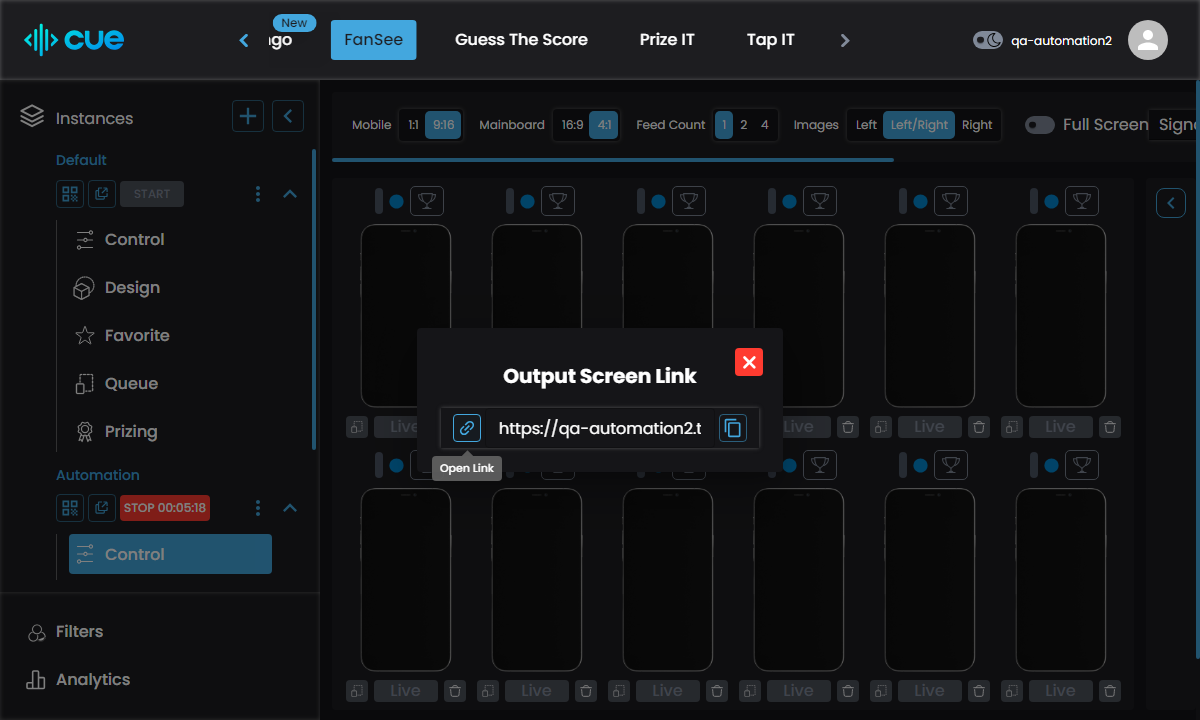 cue
New
FanSee
Guess The Score
Prize IT
Tap IT
qa-automation2
Instances
Default
START
Control
Design
Favorite
Queue
Prizing
Automation
STOP 00:05:18
Control
Filters
Analytics
Mobile 1:1 9:16 Mainboard 16:9 4:1 Feed Count 1 2 4 Images Left Left/Right Right Full Screen
Output Screen Link
https://qa-automation2.t
Open Link
Live Live Live Live
Live Live Live Live Live Live